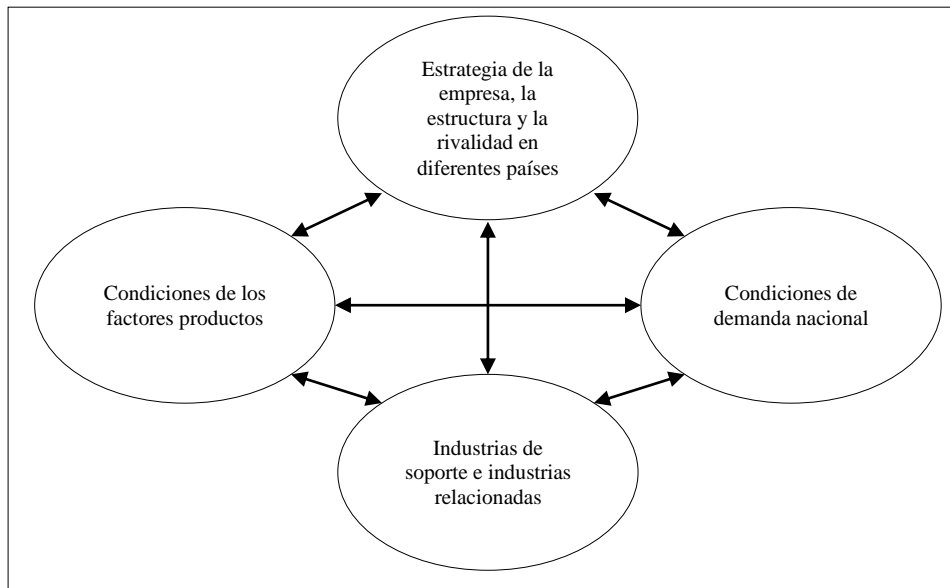 Estrategia de la
empresa, la
estructura y la
rivalidad en
diferentes países
Condiciones de los
factores productos
Condiciones de
demanda nacional
Industrias de
soporte e industrias
relacionadas